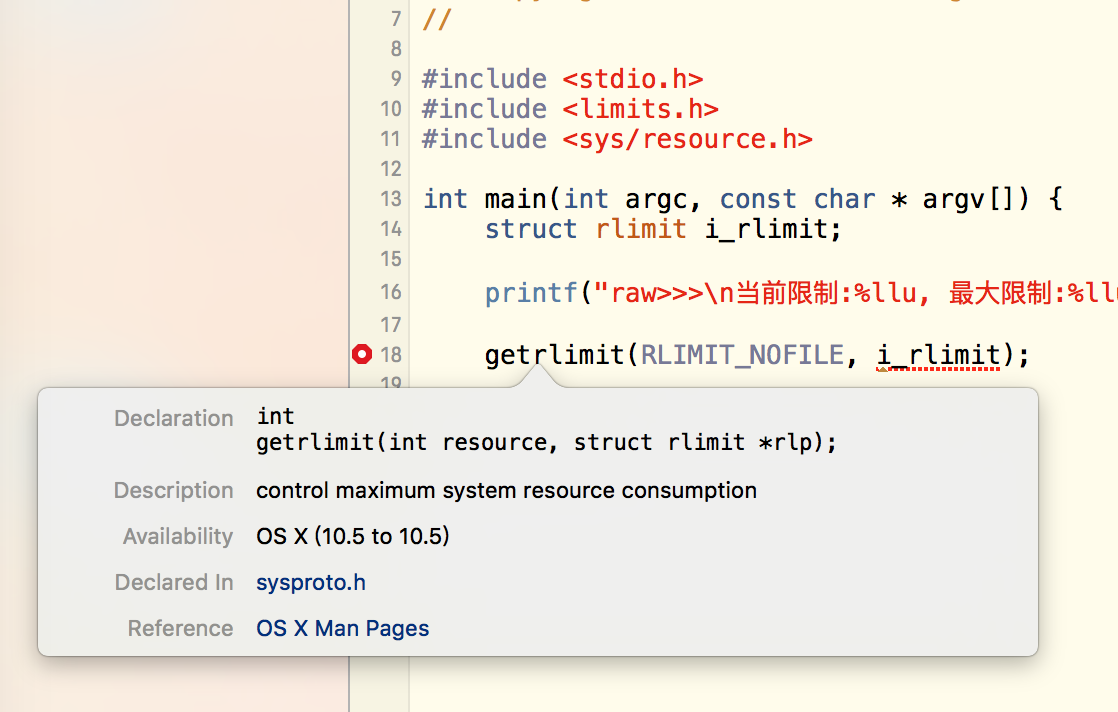 7 //
8
9 #include <stdio.h>
10 #include <limits.h>
11 #include <sys/resource.h>
12
13 int main(int argc, const char * argv[]) {
14 struct rlimit i_rlimit;
15
16 printf("raw>>>\n当前限制:%llu, 最大限制:%ll
17
18 getrlimit(RLIMIT_NOFILE, i_rlimit);
19
Declaration int
getrlimit(int resource, struct rlimit *rlp);
Description control maximum system resource consumption
Availability OS X (10.5 to 10.5)
Declared In sysproto.h
Reference OS X Man Pages